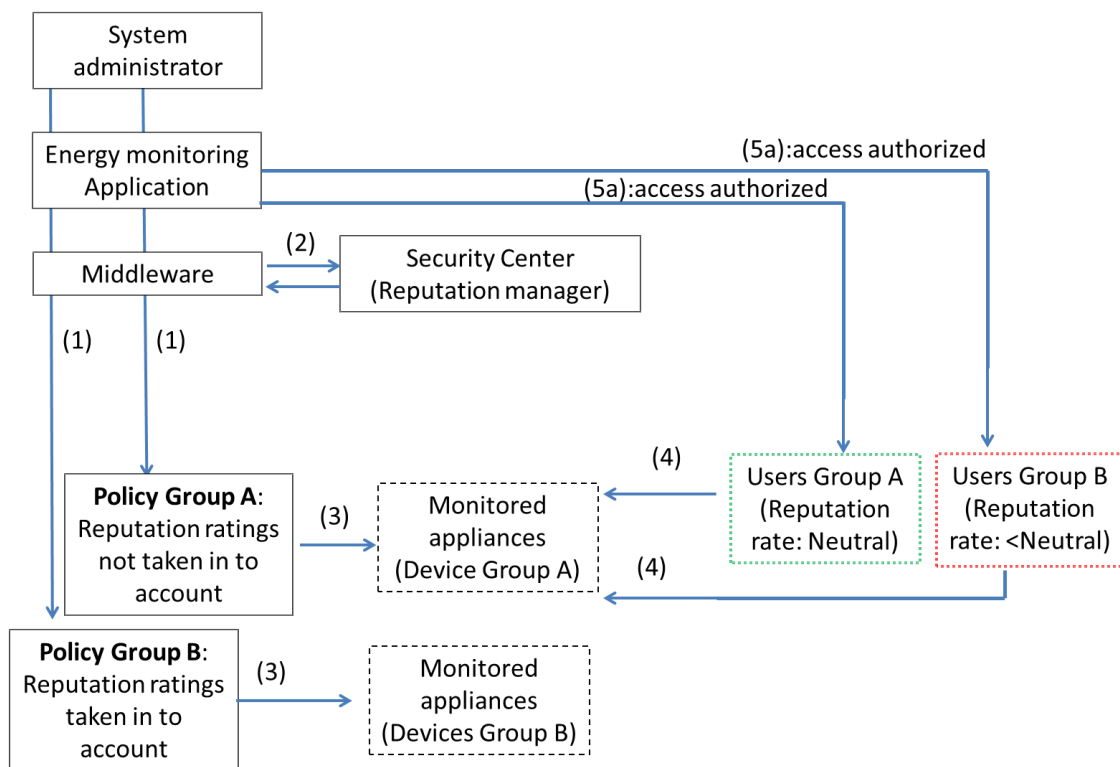 System
administrator
Energy monitoring
Application
(5a):access authorized
(5a):access authorized
Middleware
(2)
Security Center
(Reputation manager)
(1)
(1)
Policy Group A:
Reputation ratings
not taken in to
account
(3)
Monitored
appliances
(Device Group A)
(4)
(4)
Users Group A
(Reputation
rate: Neutral)
Users Group B
(Reputation
rate: <Neutral)
Policy Group B:
Reputation ratings
taken in to
account
(3)
Monitored
appliances
(Devices Group B)